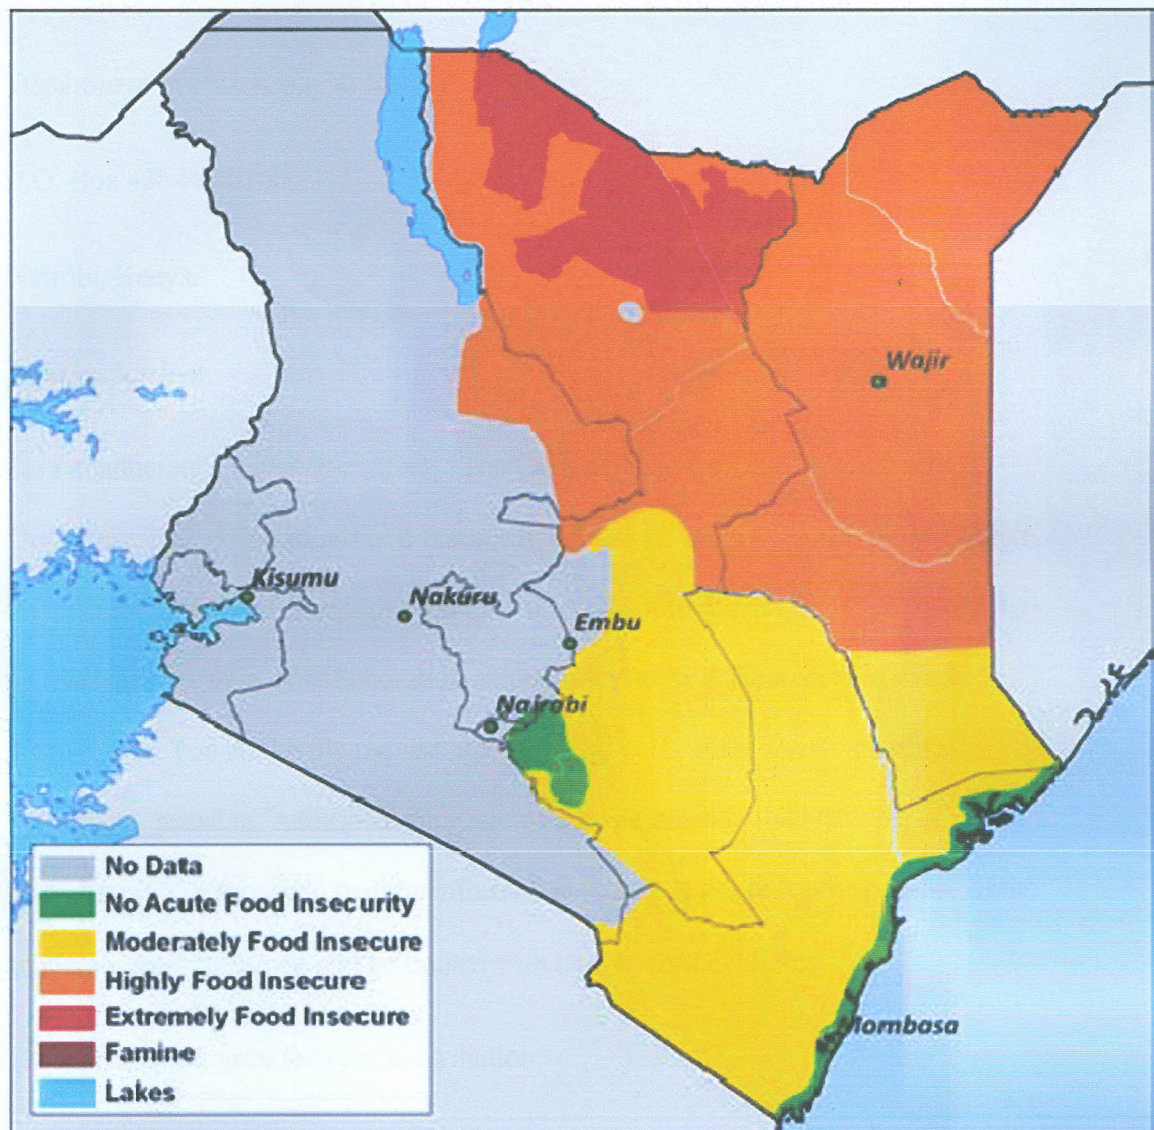 Wajir
Kisumu
Nakuru
Embu
Nairobi
Mombasa
No Data
No Acute Food Insecurity
Moderately Food Insecure
Highly Food Insecure
Extremely Food Insecure
Famine
Lakes